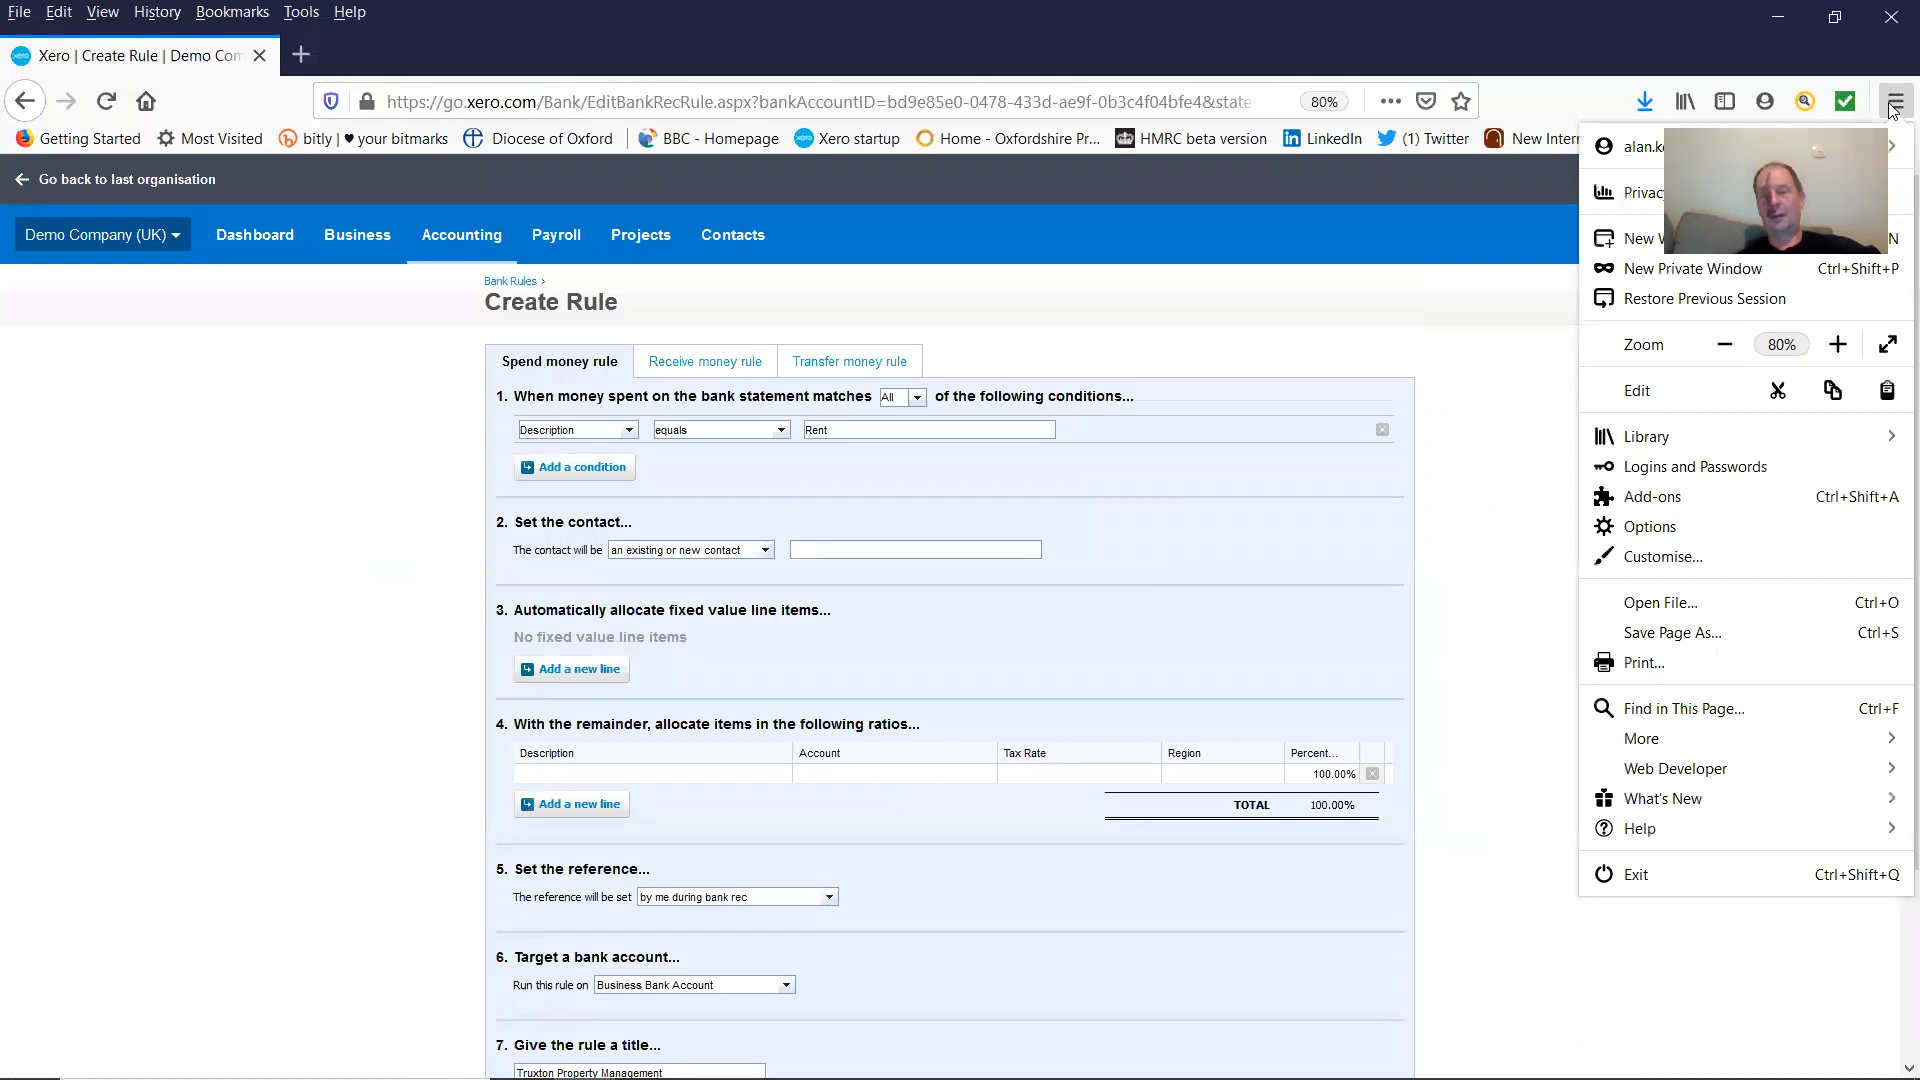 File Edit View History Bookmarks Tools Help
Xero | Create Rule | Demo Com
https://go.xero.com/Bank/EditBankRecRule.aspx?bankAccountID=bd9e85e0-0478-433d-ae9f-0b3c4f04bfe4&state 80%
Getting Started Most Visited bitly | ♥ your bitmarks Diocese of Oxford BBC - Homepage Xero startup Home - Oxfordshire Pr... HMRC beta version LinkedIn (1) Twitter New Intern
Go back to last organisation
Demo Company (UK) Dashboard Business Accounting Payroll Projects Contacts
Bank Rules >
Create Rule
Spend money rule Receive money rule Transfer money rule
1. When money spent on the bank statement matches All of the following conditions...
Description equals Rent
Add a condition
2. Set the contact...
The contact will be an existing or new contact
3. Automatically allocate fixed value line items...
No fixed value line items
Add a new line
4. With the remainder, allocate items in the following ratios...
Description Account Tax Rate Region Percent...
100.00%
Add a new line TOTAL 100.00%
5. Set the reference...
The reference will be set by me during bank rec
6. Target a bank account...
Run this rule on Business Bank Account
7. Give the rule a title...
Truxton Property Management
alan.k
Privac
New W N
New Private Window Ctrl+Shift+P
Restore Previous Session
Zoom 80%
Edit
Library
Logins and Passwords
Add-ons Ctrl+Shift+A
Options
Customise...
Open File... Ctrl+O
Save Page As... Ctrl+S
Print...
Find in This Page... Ctrl+F
More
Web Developer
What's New
Help
Exit Ctrl+Shift+Q